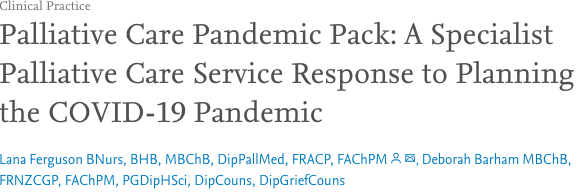 Clinical Practice
Palliative Care Pandemic Pack: A Specialist
Palliative Care Service Response to Planning
the COVID-19 Pandemic
Lana Ferguson BNurs, BHB, MBChB, DipPallMed, FRACP, FAChPM, Deborah Barham MBChB,
FRNZCGP, FAChPM, PGDipHSci, DipCouns, DipGriefCouns